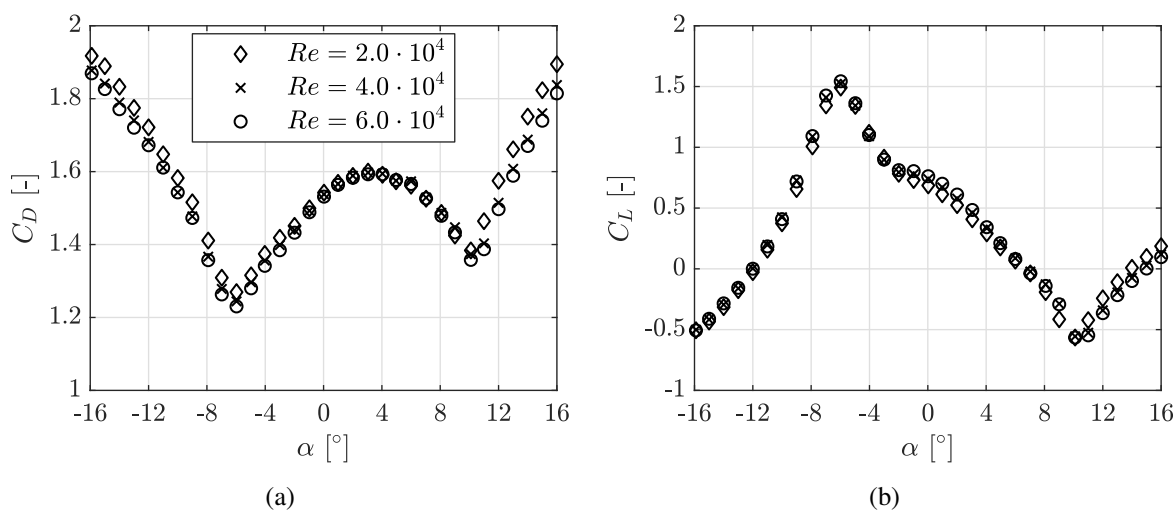 2
1.8
1.6
1.4
1.2
1
C_D [-]
Re = 2.0 · 10^4
Re = 4.0 · 10^4
Re = 6.0 · 10^4
-16 -12 -8 -4 0 4 8 12 16
α [°]
(a)
2
1.5
1
0.5
0
-0.5
-1
C_L [-]
-16 -12 -8 -4 0 4 8 12 16
α [°]
(b)